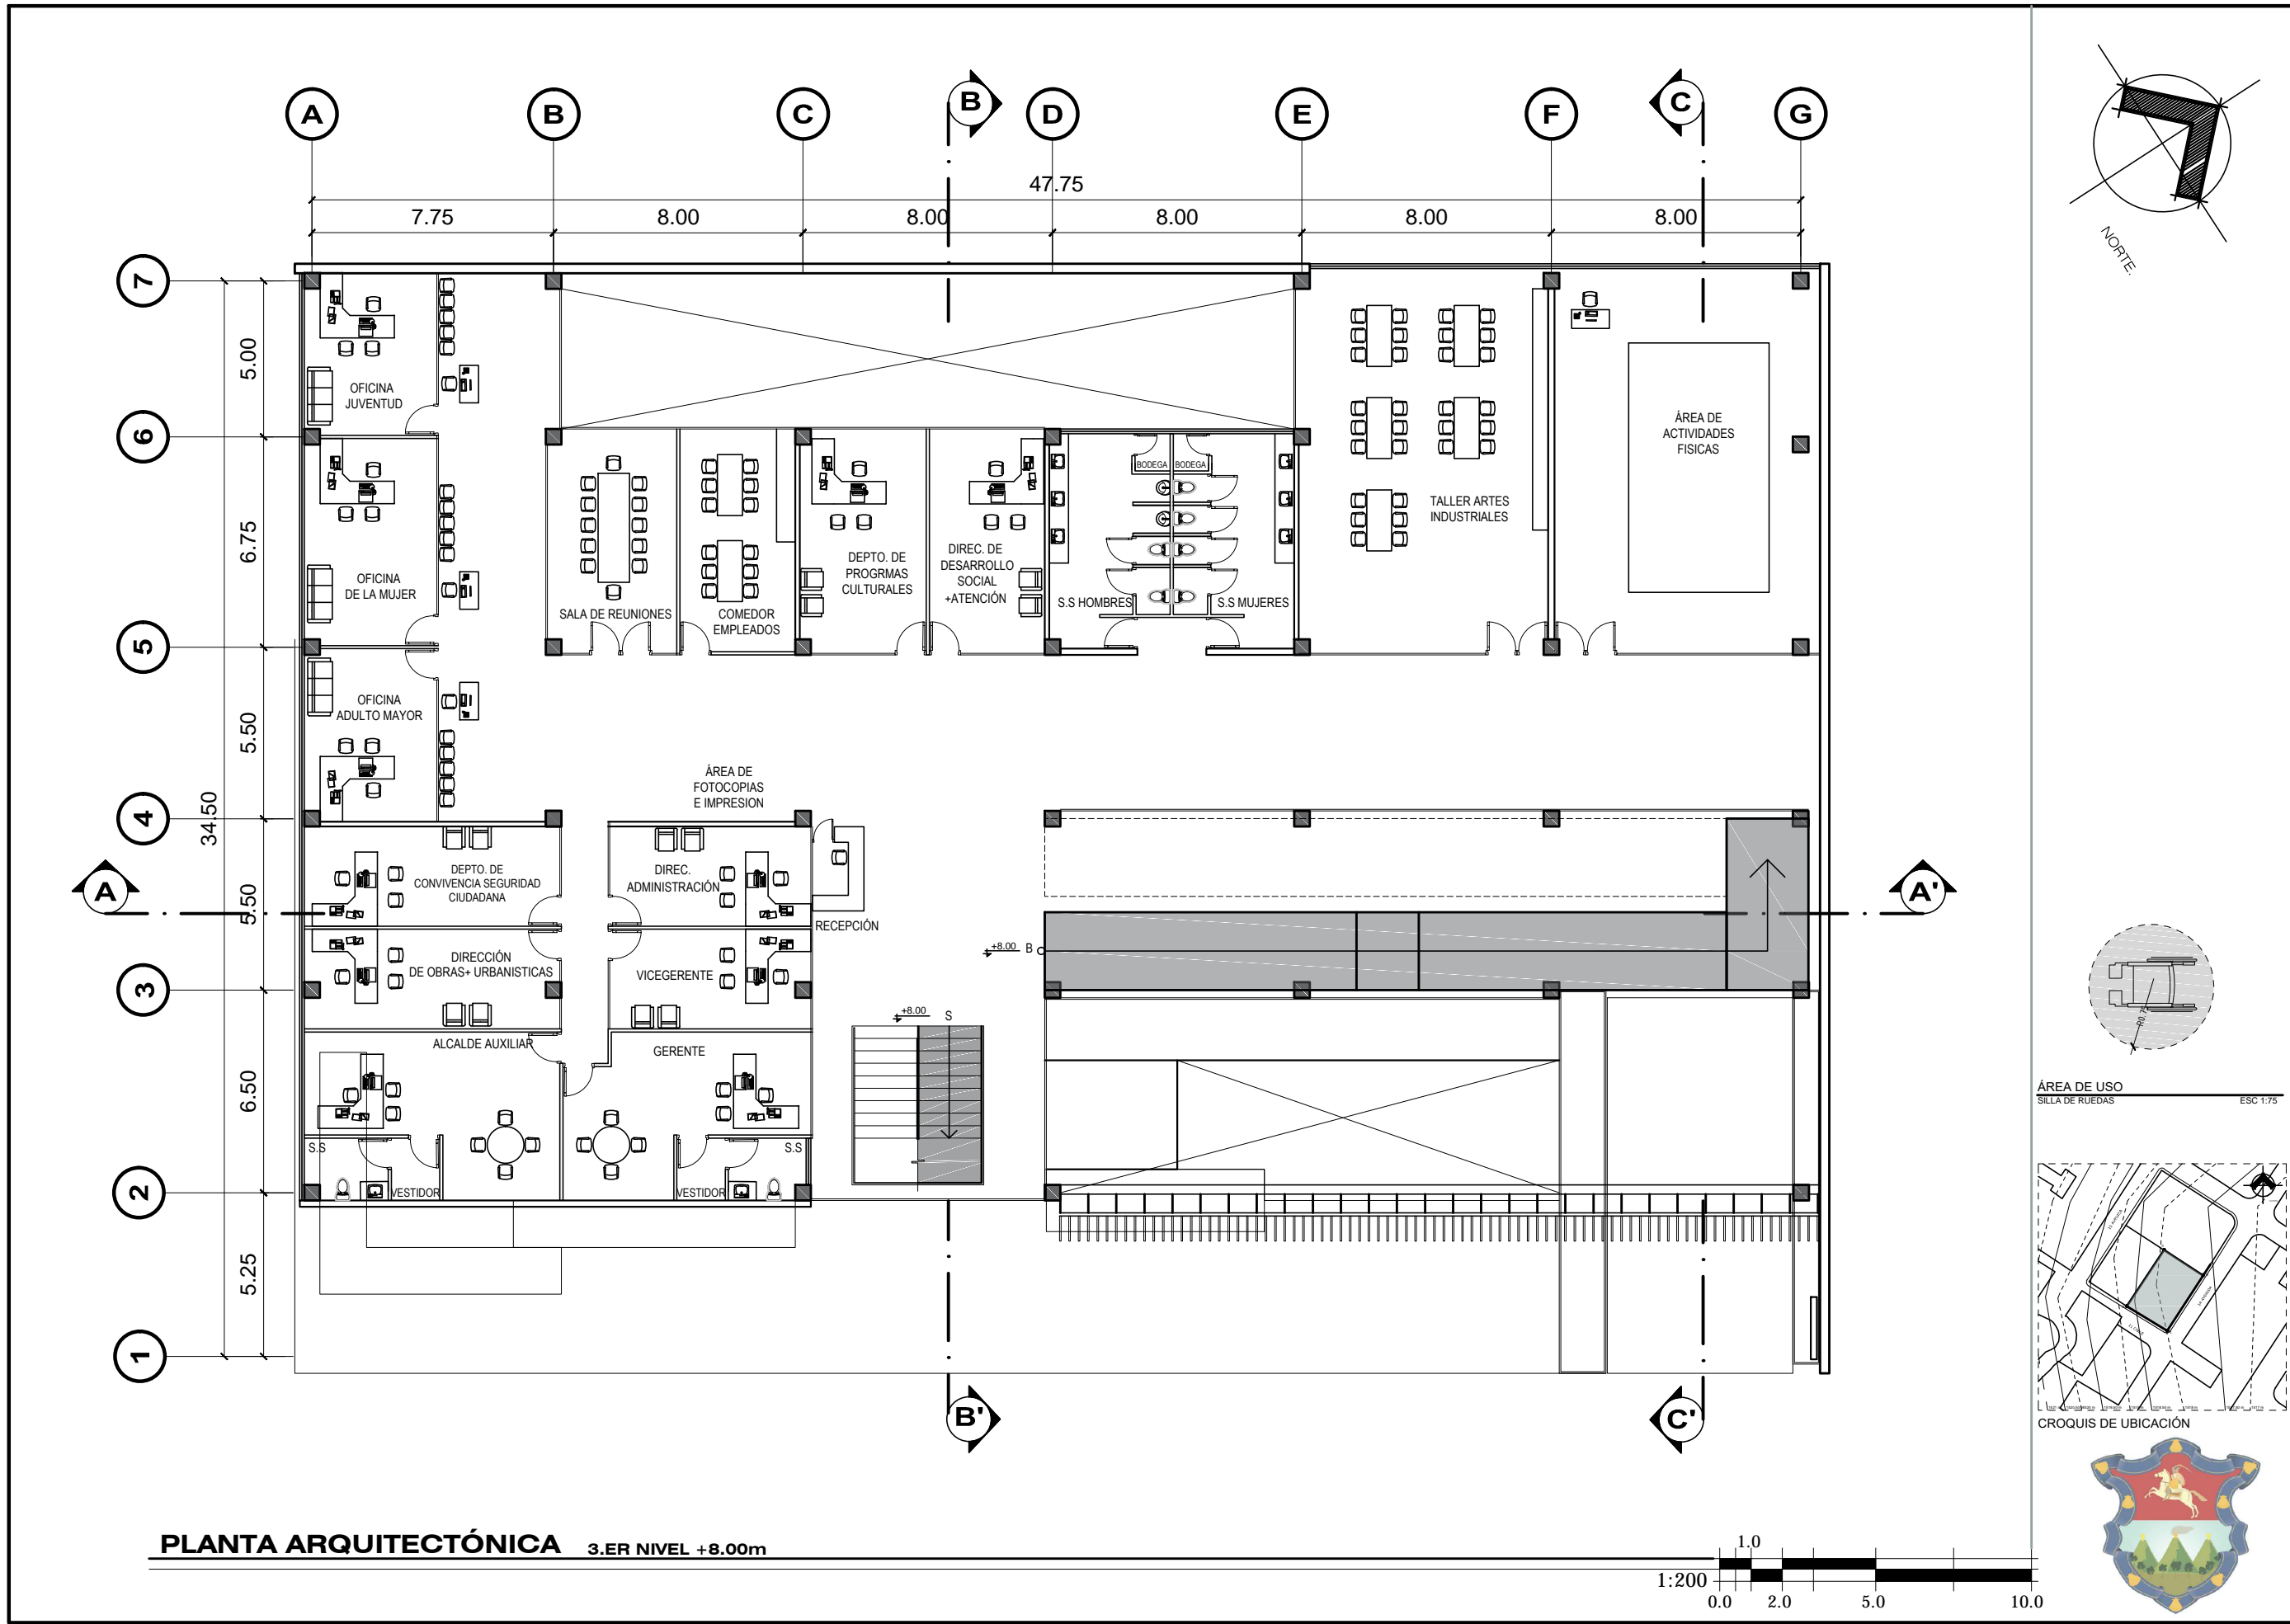 A
B
C
B
D
E
F
C
G
47.75
7.75
8.00
8.00
8.00
8.00
8.00
NORTE.
7
6
5
4
3
2
1
5.00
6.75
5.50
34.50
5.50
6.50
5.25
OFICINA
JUVENTUD
OFICINA
DE LA MUJER
OFICINA
ADULTO MAYOR
SALA DE REUNIONES
COMEDOR
EMPLEADOS
DEPTO. DE
PROGRMAS
CULTURALES
DIREC. DE
DESARROLLO
SOCIAL
+ATENCIÓN
BODEGA
BODEGA
S.S HOMBRES
S.S MUJERES
TALLER ARTES
INDUSTRIALES
ÁREA DE
ACTIVIDADES
FISICAS
ÁREA DE
FOTOCOPIAS
E IMPRESION
DEPTO. DE
CONVIVENCIA SEGURIDAD
CIUDADANA
DIREC.
ADMINISTRACIÓN
RECEPCIÓN
DIRECCIÓN
DE OBRAS+ URBANISTICAS
VICEGERENTE
ALCALDE AUXILIAR
GERENTE
S.S
S.S
VESTIDOR
VESTIDOR
+8.00 B
+8.00 S
A
A'
B'
C'
R0.75
ÁREA DE USO
SILLA DE RUEDAS
ESC 1:75
CROQUIS DE UBICACIÓN
PLANTA ARQUITECTÓNICA 3.ER NIVEL +8.00m
1:200
1.0
0.0 2.0 5.0 10.0